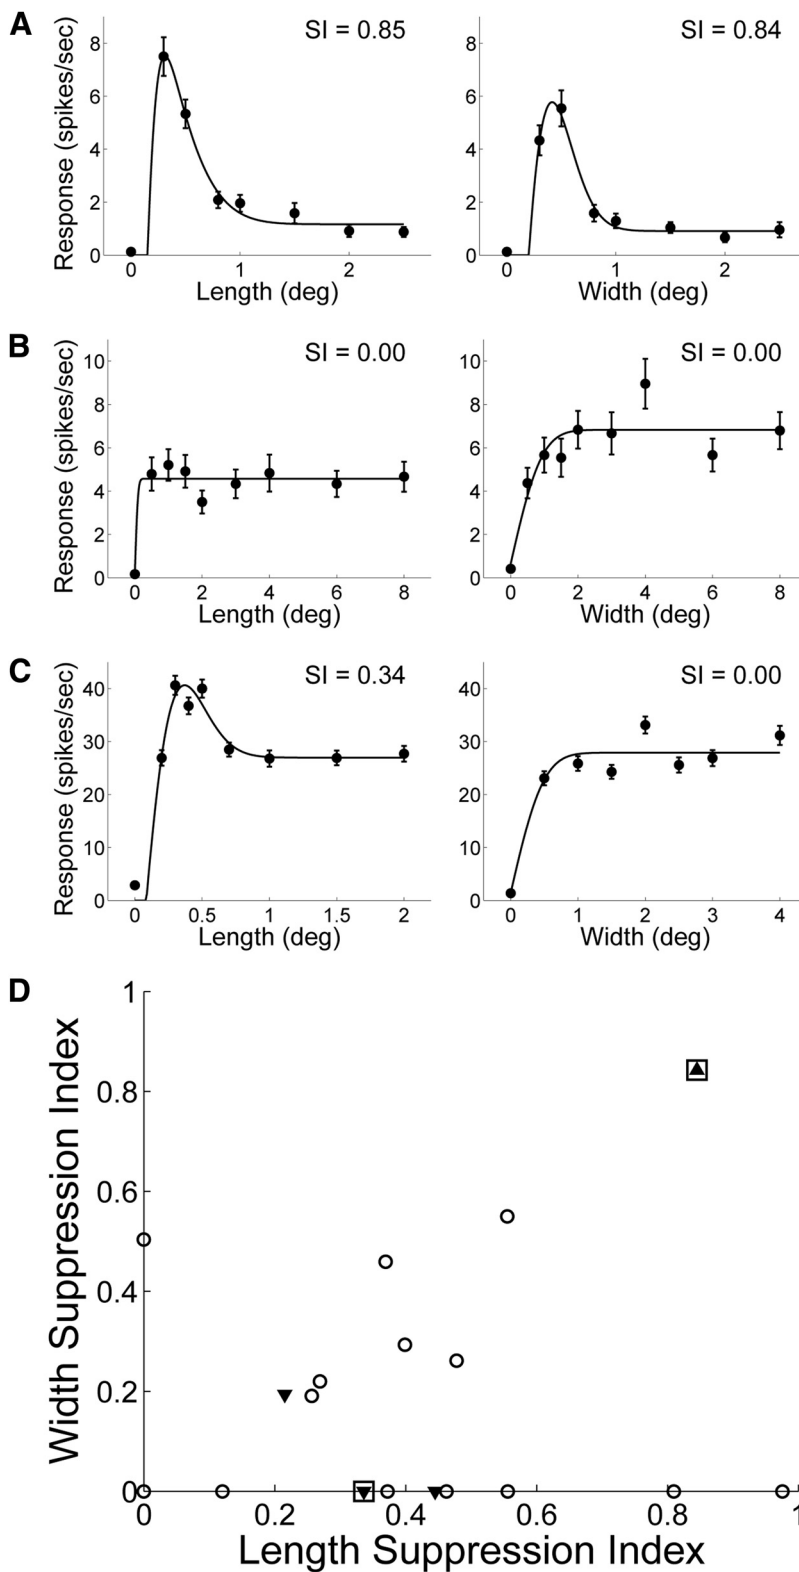 A
SI = 0.85
SI = 0.84
Response (spikes/sec)
8
6
4
2
0
0 1 2
Length (deg)
8
6
4
2
0
0 1 2
Width (deg)
B
SI = 0.00
SI = 0.00
Response (spikes/sec)
10
8
6
4
2
0
0 2 4 6 8
Length (deg)
10
8
6
4
2
0
0 2 4 6 8
Width (deg)
C
SI = 0.34
SI = 0.00
Response (spikes/sec)
40
30
20
10
0
0 0.5 1 1.5 2
Length (deg)
40
30
20
10
0
0 1 2 3 4
Width (deg)
D
Width Suppression Index
1
0.8
0.6
0.4
0.2
0
0 0.2 0.4 0.6 0.8 1
Length Suppression Index